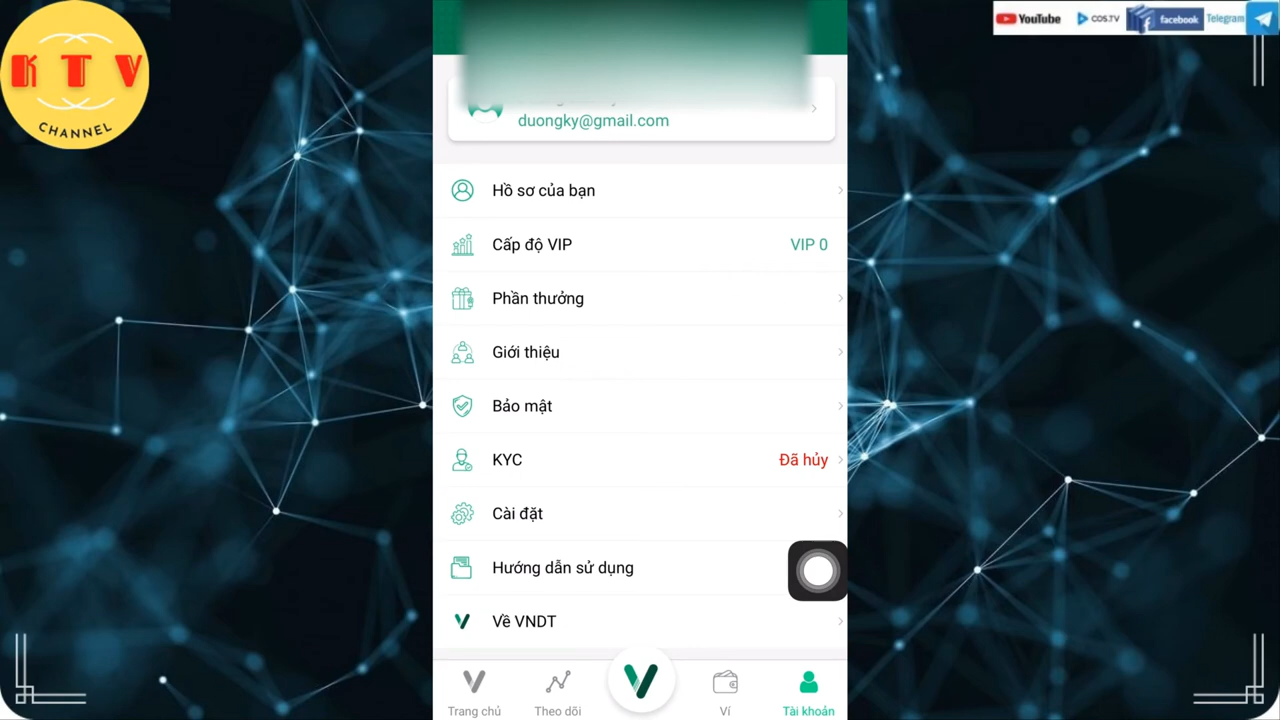 KTV
CHANNEL
YouTube
COS.TV
facebook
Telegram
duongky@gmail.com
Hồ sơ của bạn
Cấp độ VIP
VIP 0
Phần thưởng
Giới thiệu
Bảo mật
KYC
Đã hủy
Cài đặt
Hướng dẫn sử dụng
Về VNDT
Trang chủ
Theo dõi
Ví
Tài khoản